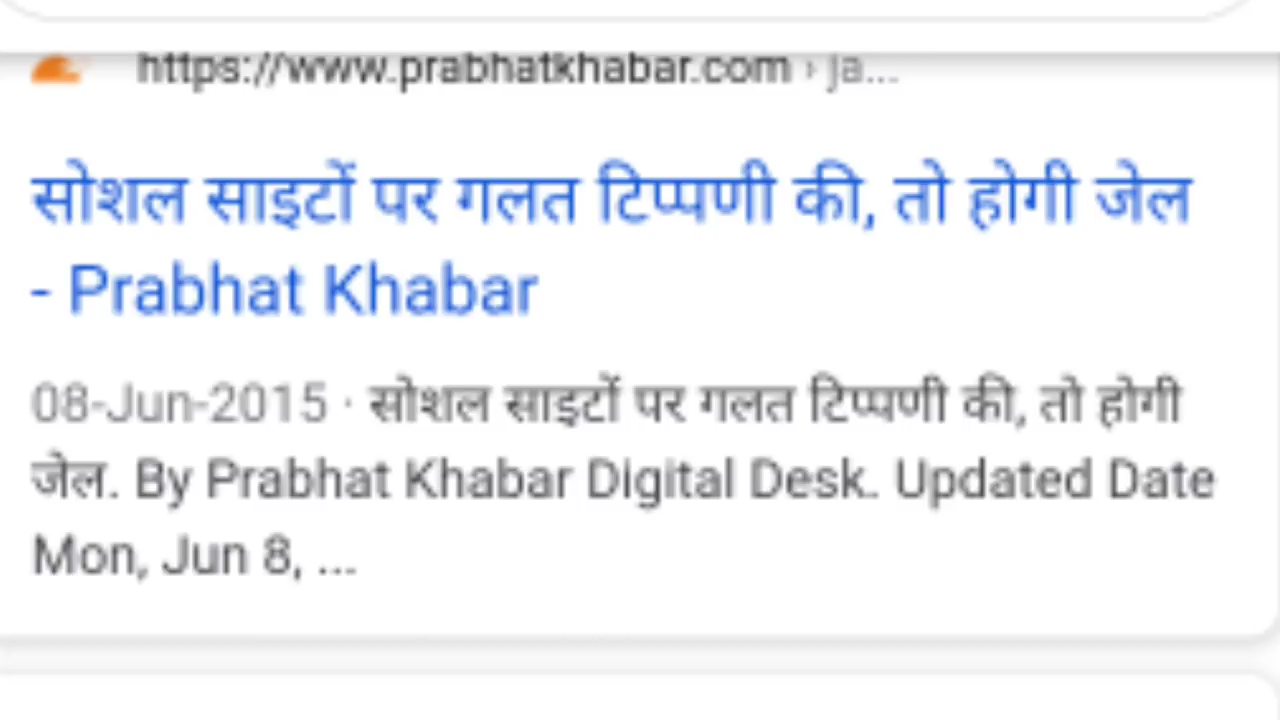 https://www.prabhatkhabar.com › ja...
सोशल साइटों पर गलत टिप्पणी की, तो होगी जेल
- Prabhat Khabar
08-Jun-2015 · सोशल साइटों पर गलत टिप्पणी की, तो होगी
जेल. By Prabhat Khabar Digital Desk. Updated Date
Mon, Jun 8, ...